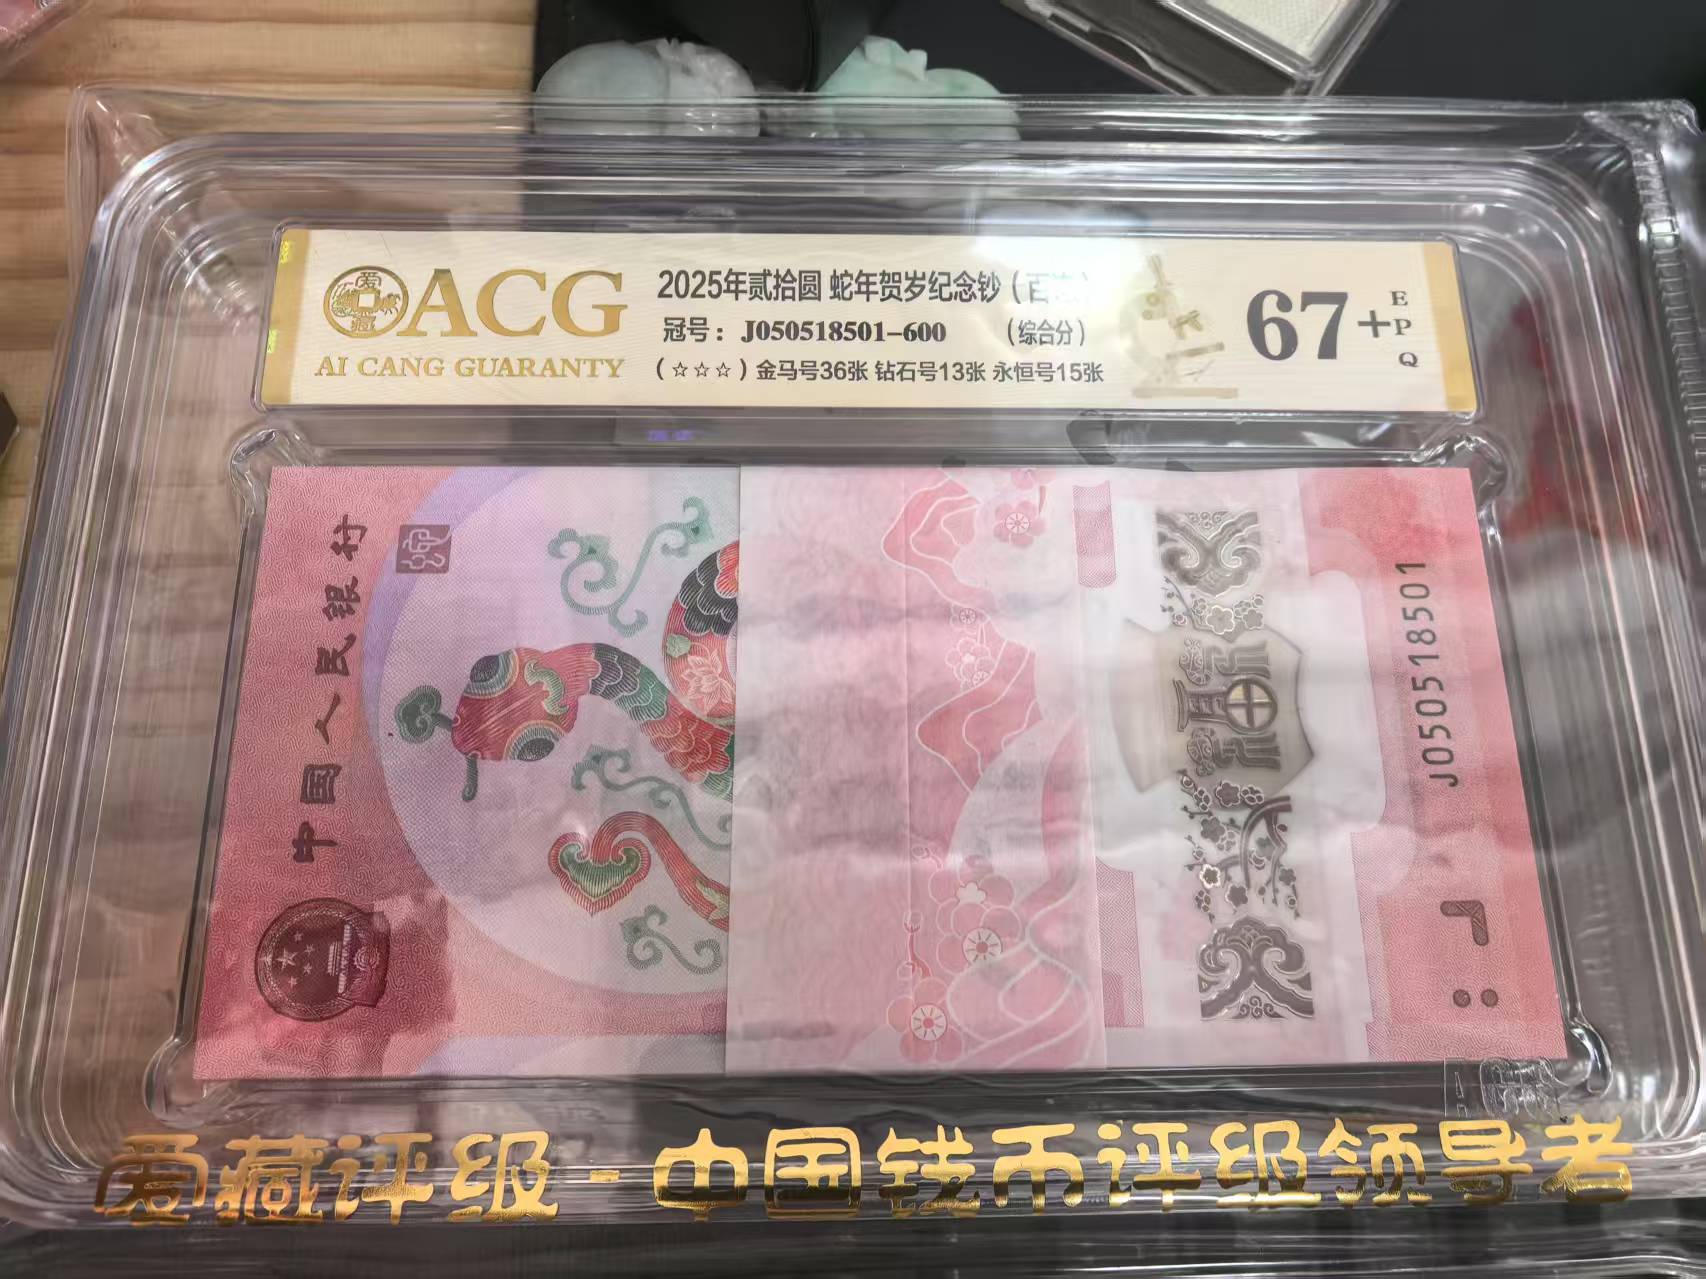 ACG
AI CANG GUARANTY
2025年贰拾圆 蛇年贺岁纪念钞(百连)
冠号: J050518501-600 (综合分)
(☆☆☆) 金马号36张 钻石号13张 永恒号15张
67+
EPQ
中国人民银行
J050518501
爱藏评级-中国钱币评级领导者